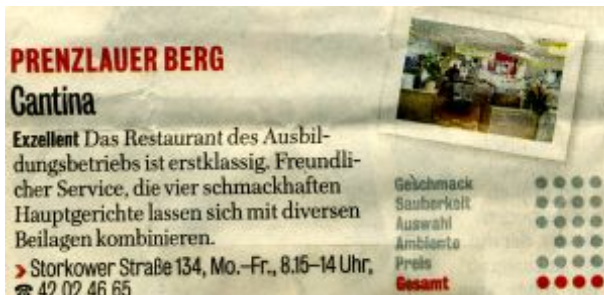 PRENZLAUER BERG
Cantina
Exzellent Das Restaurant des Ausbil-
dungsbetriebs ist erstklassig. Freundli-
cher Service, die vier schmackhaften
Hauptgerichte lassen sich mit diversen
Beilagen kombinieren.
› Storkower Straße 134, Mo.–Fr., 8.15–14 Uhr,
☎ 42 02 46 65
Geschmack
Sauberkeit
Auswahl
Ambiente
Preis
Gesamt